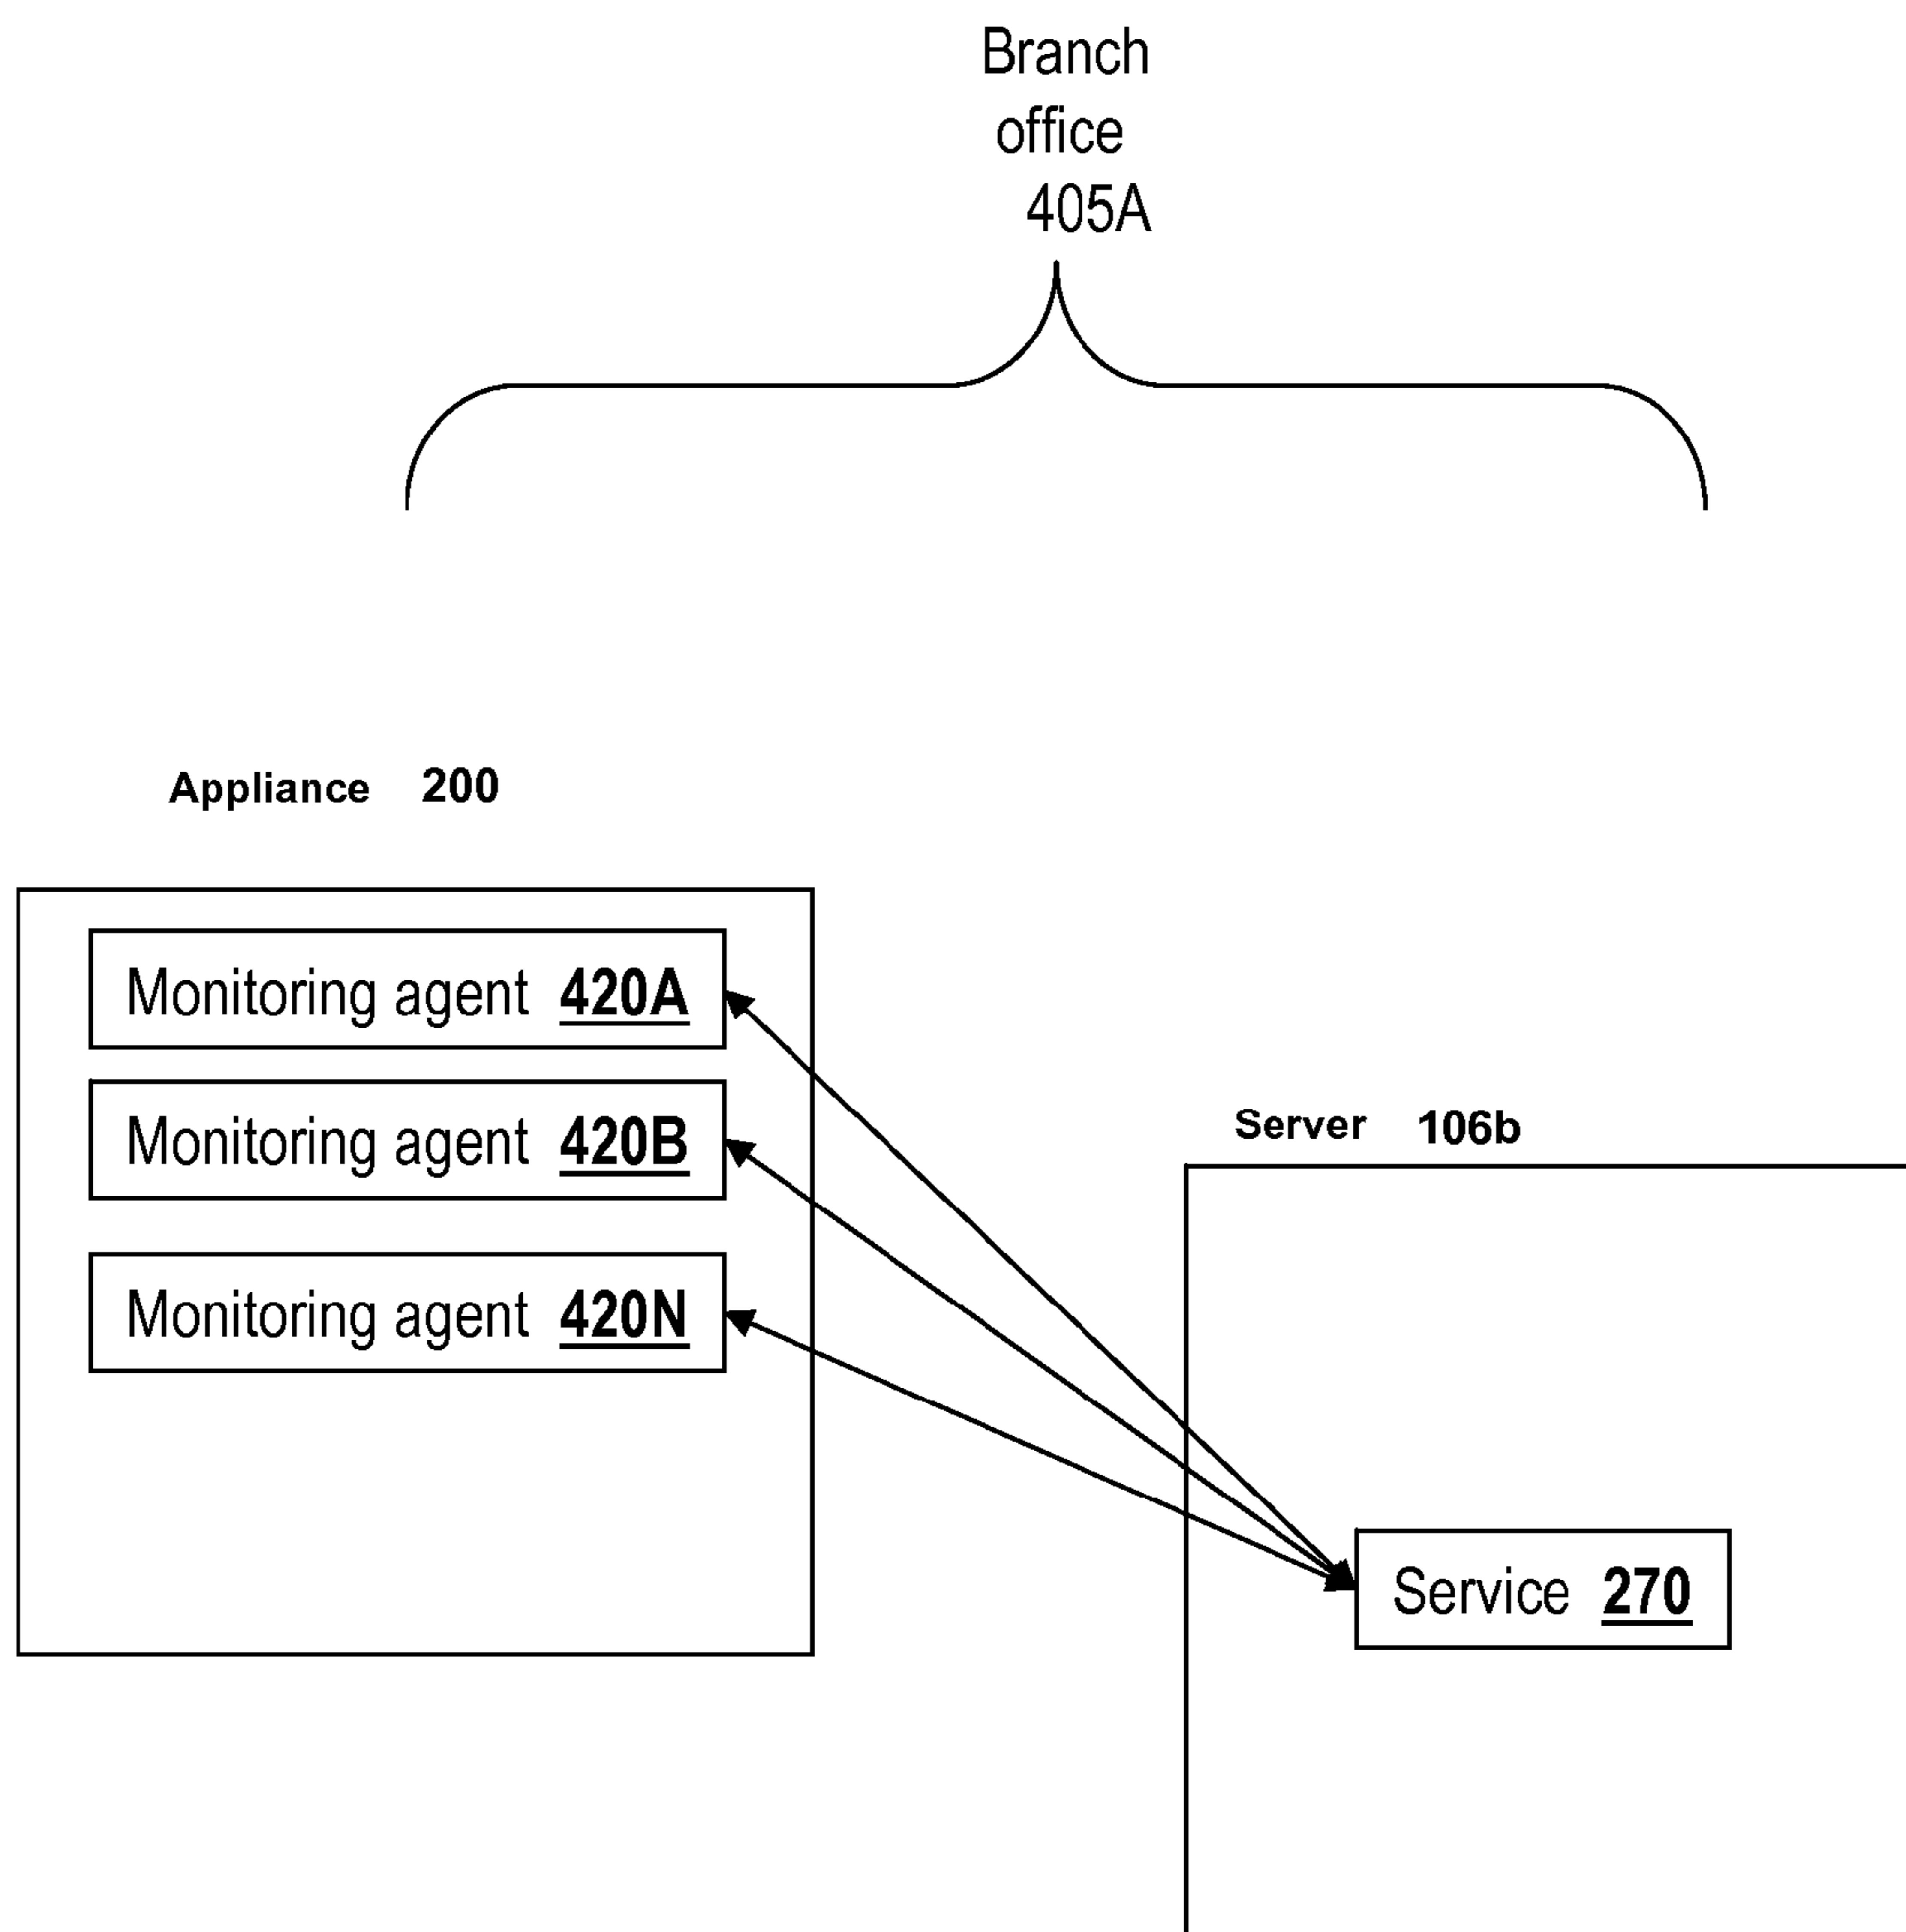 Branch
office
405A
Appliance 200
Monitoring agent 420A
Monitoring agent 420B
Server 106b
Monitoring agent 420N
Service 270